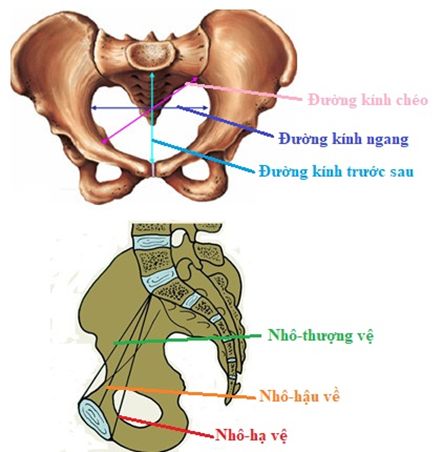 Đường kính chéo
Đường kính ngang
Đường kính trước sau
Nhô-thượng vệ
Nhô-hậu về
Nhô-hạ vệ